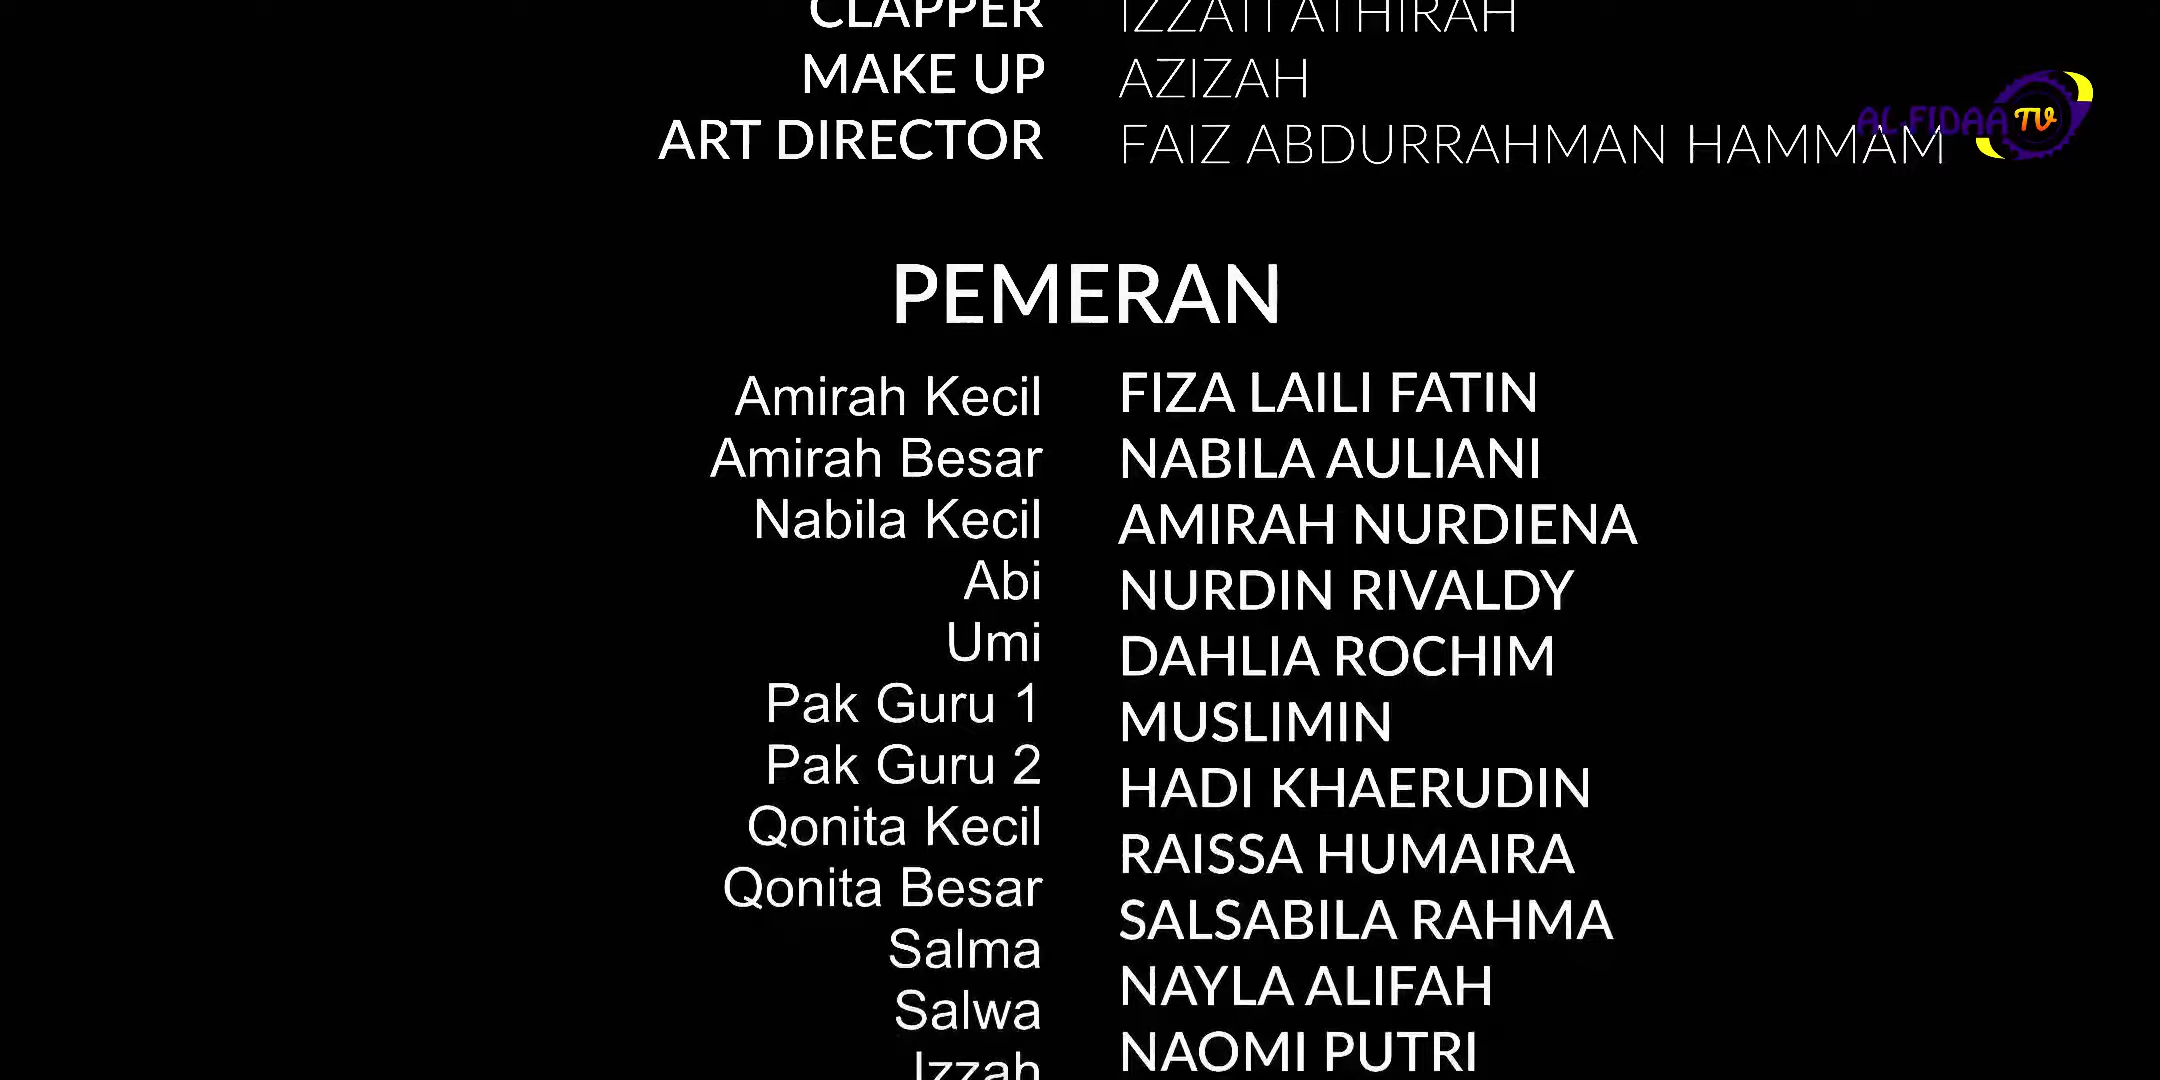 CLAPPER IZZATI ATHIRAH
MAKE UP AZIZAH
ART DIRECTOR FAIZ ABDURRAHMAN HAMMAM
AL-FIDAA TV
PEMERAN
Amirah Kecil FIZA LAILI FATIN
Amirah Besar NABILA AULIANI
Nabila Kecil AMIRAH NURDIENA
Abi NURDIN RIVALDY
Umi DAHLIA ROCHIM
Pak Guru 1 MUSLIMIN
Pak Guru 2 HADI KHAERUDIN
Qonita Kecil RAISSA HUMAIRA
Qonita Besar SALSABILA RAHMA
Salma NAYLA ALIFAH
Salwa NAOMI PUTRI
Izzah